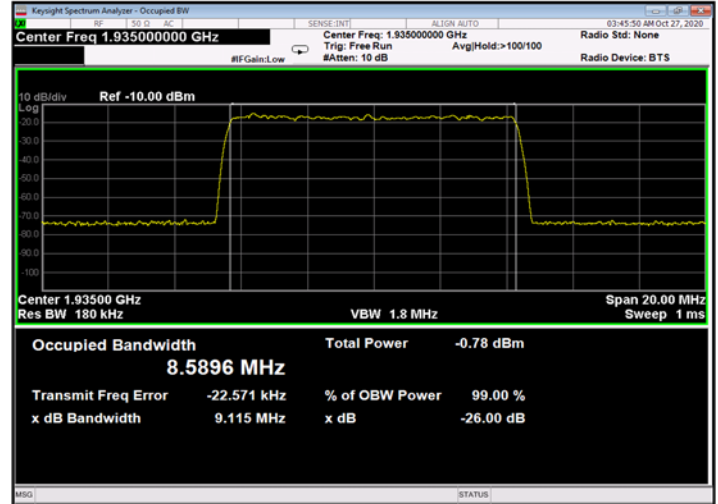 Keysight Spectrum Analyzer - Occupied BW
RF 50 Ω AC SENSE:INT ALIGN AUTO 03:45:50 AM Oct 27, 2020
Center Freq 1.935000000 GHz Center Freq: 1.935000000 GHz Radio Std: None
Trig: Free Run Avg|Hold:>100/100
#IFGain:Low #Atten: 10 dB Radio Device: BTS
10 dB/div Ref -10.00 dBm
Log
-20.0
-30.0
-40.0
-50.0
-60.0
-70.0
-80.0
-90.0
-100
Center 1.93500 GHz Span 20.00 MHz
Res BW 180 kHz VBW 1.8 MHz Sweep 1 ms
Occupied Bandwidth Total Power -0.78 dBm
8.5896 MHz
Transmit Freq Error -22.571 kHz % of OBW Power 99.00 %
x dB Bandwidth 9.115 MHz x dB -26.00 dB
MSG STATUS